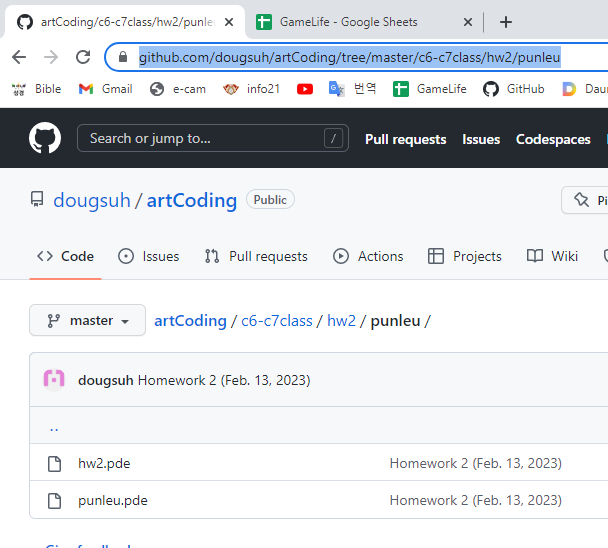 artCoding/c6-c7class/hw2/punleu
GameLife - Google Sheets
github.com/dougsuh/artCoding/tree/master/c6-c7class/hw2/punleu
Bible Gmail e-cam info21 번역 GameLife GitHub Daum
Search or jump to... / Pull requests Issues Codespaces
dougsuh / artCoding Public Pi
Code Issues Pull requests Actions Projects Wiki
master artCoding / c6-c7class / hw2 / punleu /
dougsuh Homework 2 (Feb. 13, 2023)
..
hw2.pde Homework 2 (Feb. 13, 2023)
punleu.pde Homework 2 (Feb. 13, 2023)